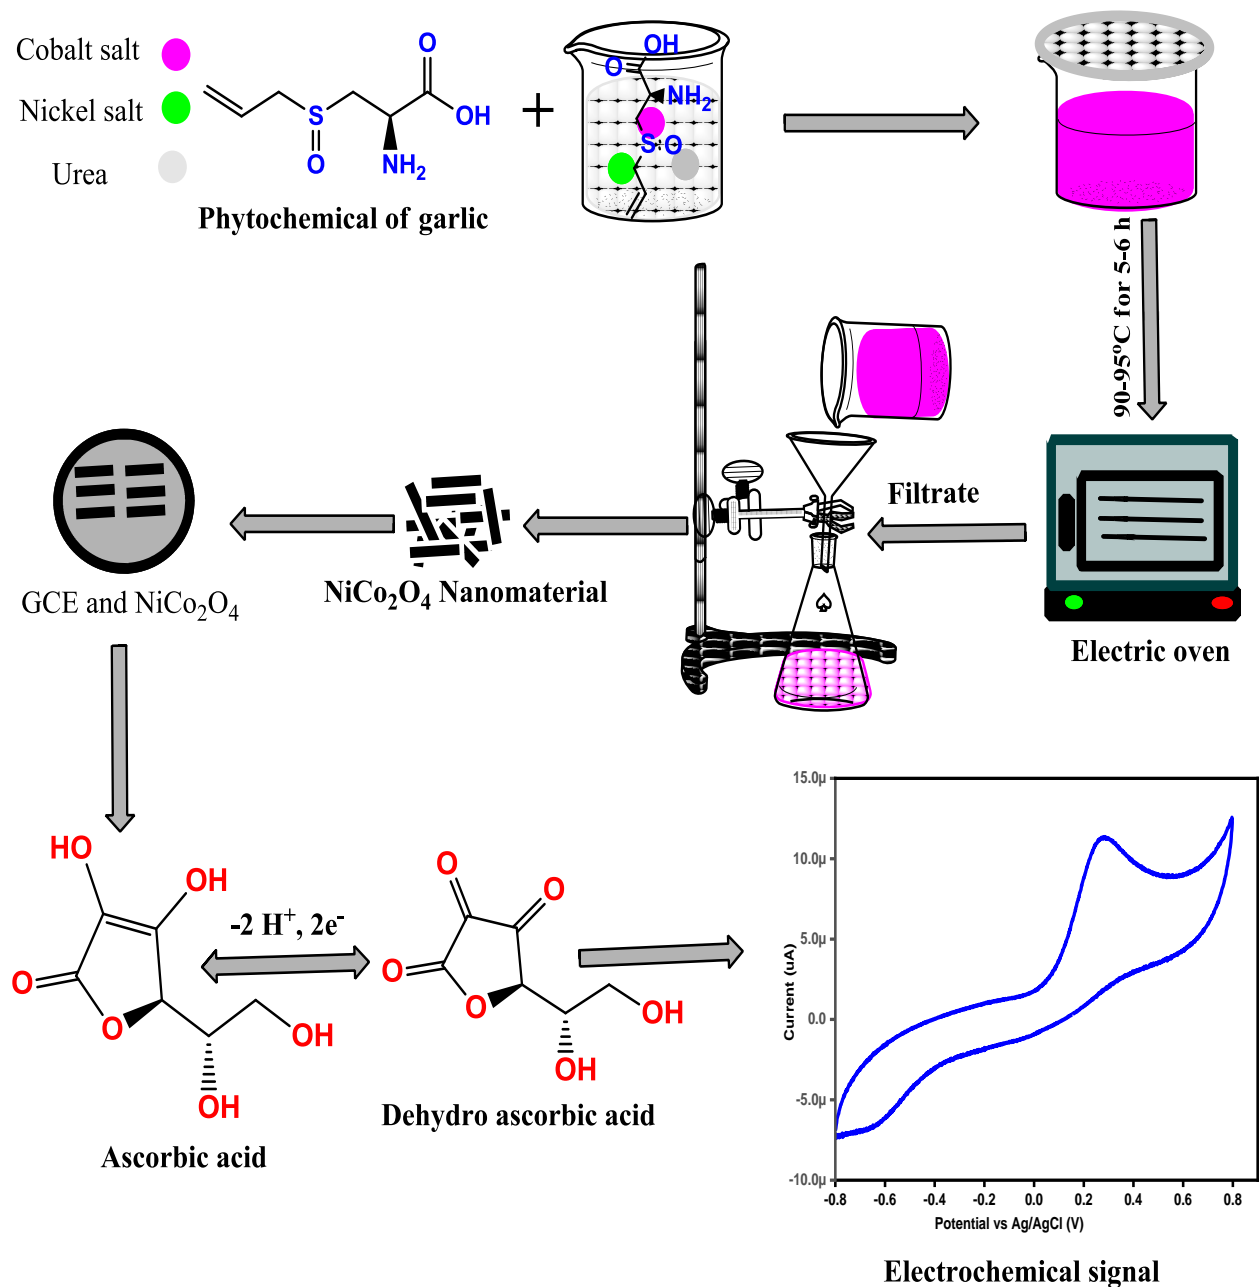 Cobalt salt
Nickel salt
Urea
O
OH
S
O
NH₂
Phytochemical of garlic
+
OH
O
NH₂
S
O
90-95°C for 5-6 h
Electric oven
Filtrate
NiCo₂O₄ Nanomaterial
GCE and NiCo₂O₄
HO
OH
O
O
OH
OH
Ascorbic acid
-2 H⁺, 2e⁻
O
O
O
O
OH
OH
Dehydro ascorbic acid
Current (uA)
15.0µ
10.0µ
5.0µ
0.0
-5.0µ
-10.0µ
-0.8 -0.6 -0.4 -0.2 0.0 0.2 0.4 0.6 0.8
Potential vs Ag/AgCl (V)
Electrochemical signal